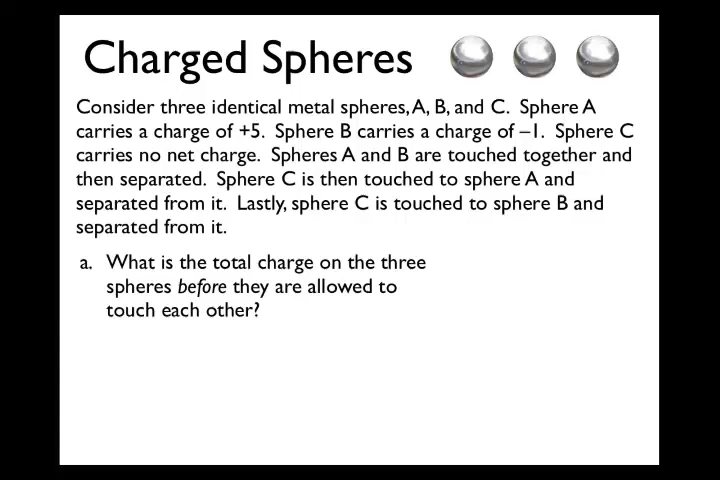 Charged Spheres
Consider three identical metal spheres, A, B, and C. Sphere A
carries a charge of +5. Sphere B carries a charge of –1. Sphere C
carries no net charge. Spheres A and B are touched together and
then separated. Sphere C is then touched to sphere A and
separated from it. Lastly, sphere C is touched to sphere B and
separated from it.
a. What is the total charge on the three
spheres before they are allowed to
touch each other?